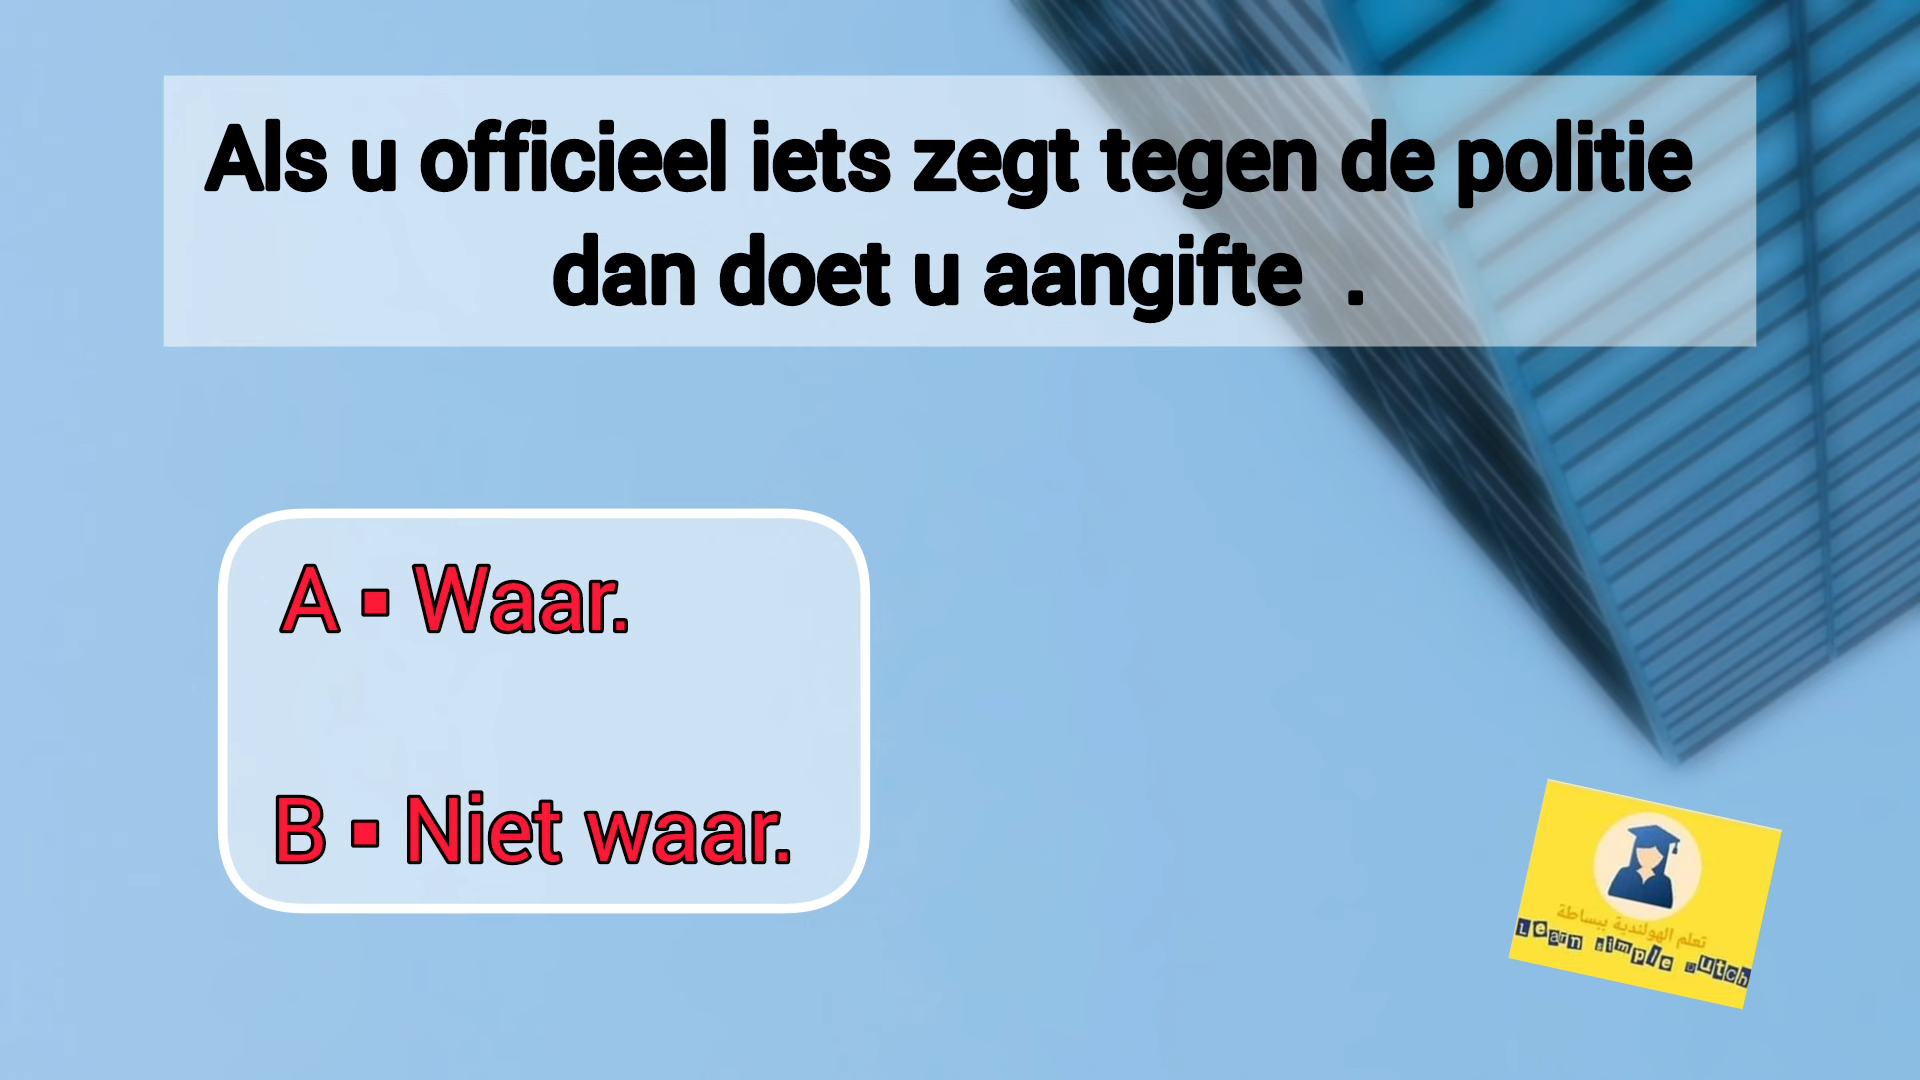 Als u officieel iets zegt tegen de politie
dan doet u aangifte .
A ▪ Waar.
B ▪ Niet waar.
تعلم الهولندية ببساطة
Learn simple Dutch